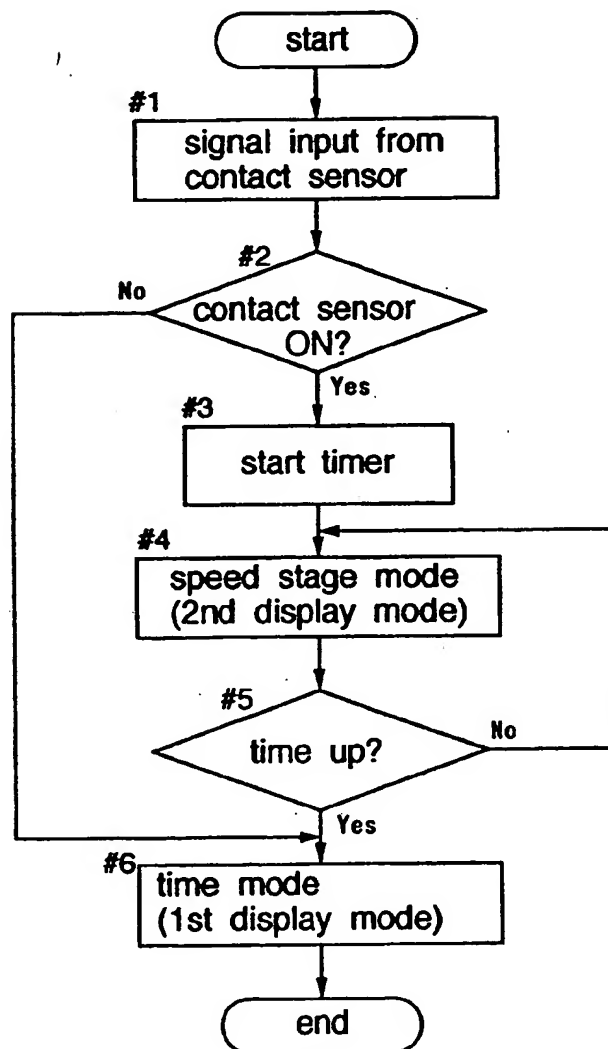 start
#1
signal input from
contact sensor
#2
No
contact sensor
ON?
Yes
#3
start timer
#4
speed stage mode
(2nd display mode)
#5
No
time up?
Yes
#6
time mode
(1st display mode)
end